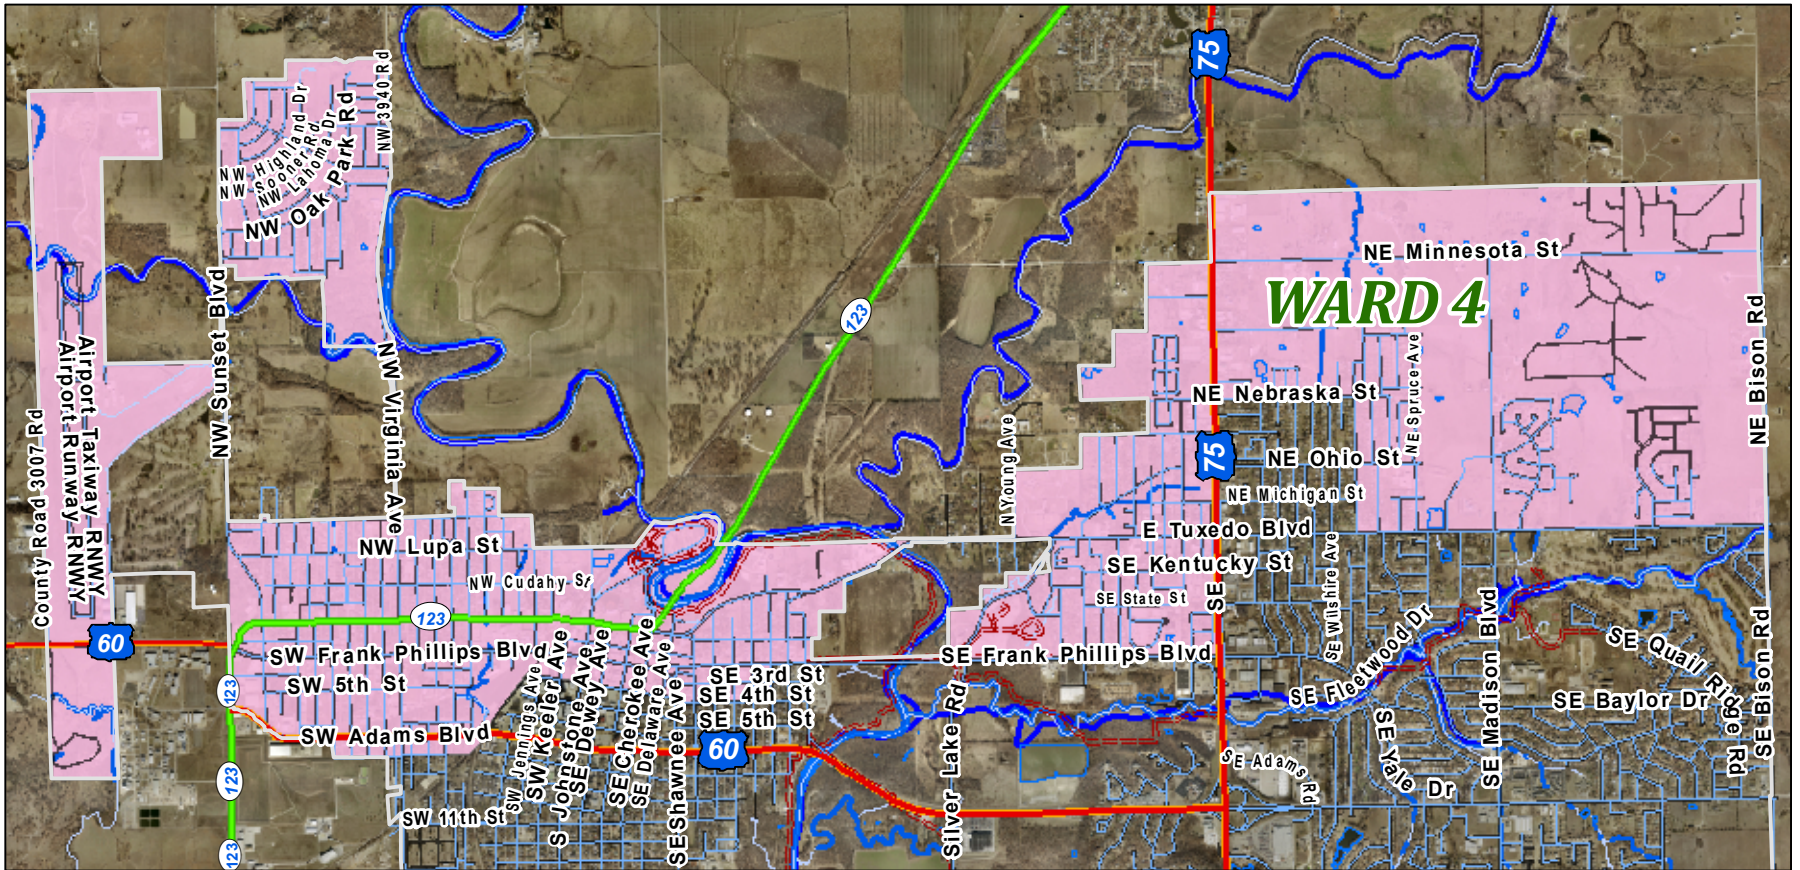 75
NW 3940 Rd
NW Highland Dr
NW Sooner Rd
NW Lahoma Dr
NW Oak Park Rd
NE Minnesota St
WARD 4
123
NW Sunset Blvd
Airport Taxiway RNWY
Airport Runway RNWY
County Road 3007 Rd
NW Virginia Ave
NE Bison Rd
NE Spruce Ave
NE Nebraska St
N Young Ave
75
NE Ohio St
NE Michigan St
E Tuxedo Blvd
NW Lupa St
NW Cudahy St
SE Kentucky St
SE State St
SE
SE Wilshire Ave
123
60
SW Frank Phillips Blvd
SW 5th St
SW Adams Blvd
123
123
123
SW Jennings Ave
SW Keeler Ave
S Johnstone Ave
SE Dewey Ave
SE Cherokee Ave
SE Delaware Ave
SE Shawnee Ave
SE 3rd St
SE 4th St
SE 5th St
60
SW 11th St
SE Frank Phillips Blvd
Silver Lake Rd
SE Fleetwood Dr
SE Madison Blvd
SE Quail Ridge Rd
SE Bison Rd
SE Baylor Dr
SE Yale Dr
SE Adams Rd